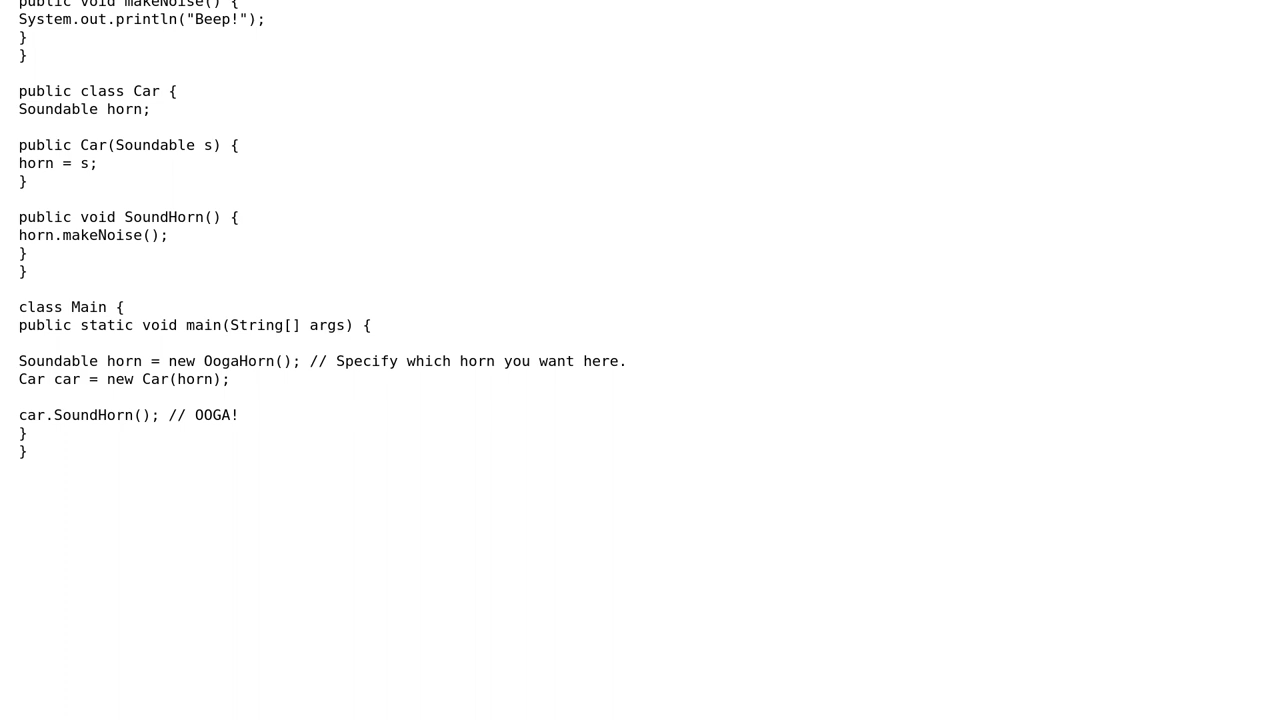 public void makeNoise() {
System.out.println("Beep!");
}
}
public class Car {
Soundable horn;
public Car(Soundable s) {
horn = s;
}
public void SoundHorn() {
horn.makeNoise();
}
}
class Main {
public static void main(String[] args) {
Soundable horn = new OogaHorn(); // Specify which horn you want here.
Car car = new Car(horn);
car.SoundHorn(); // OOGA!
}
}